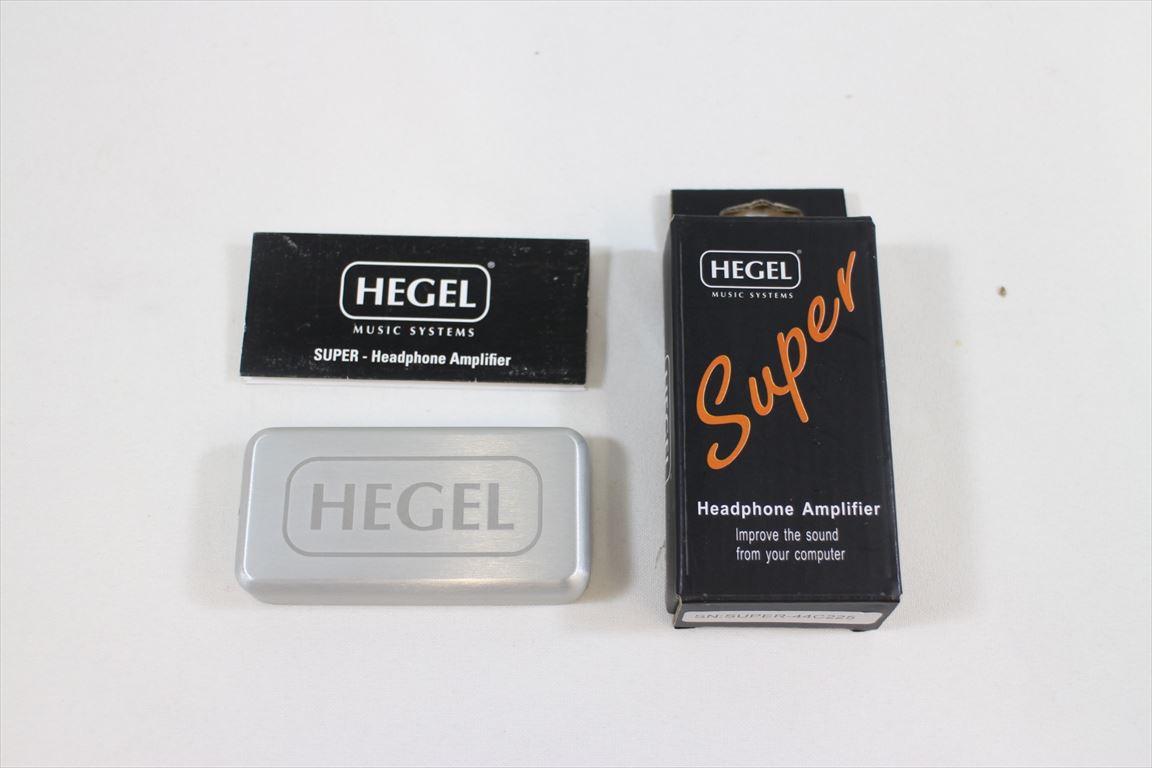 HEGEL®
MUSIC SYSTEMS
SUPER - Headphone Amplifier
HEGEL
HEGEL®
MUSIC SYSTEMS
Super
Headphone Amplifier
Improve the sound
from your computer
SN:SUPER-44C225